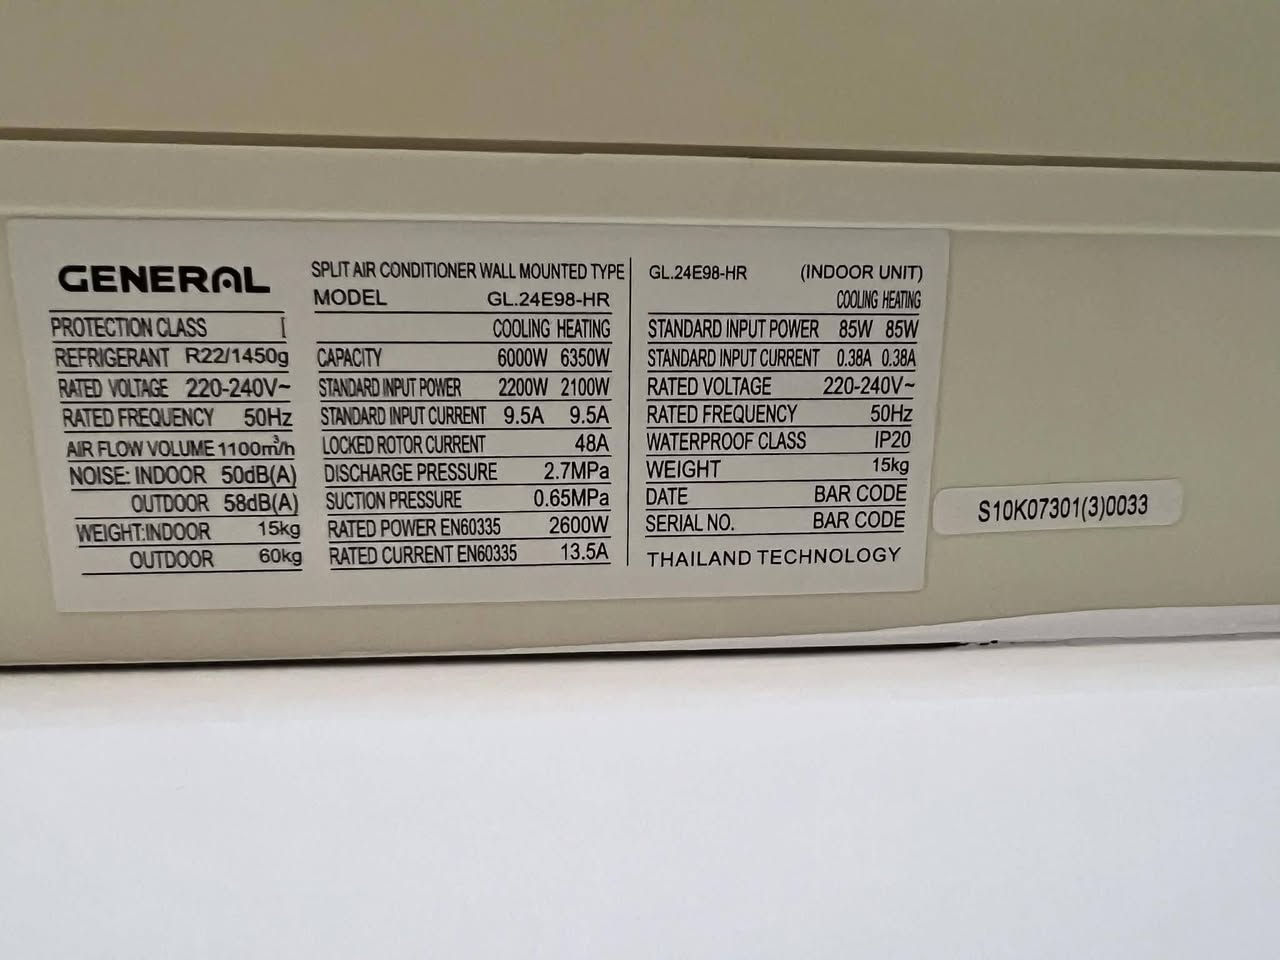 GENERAL
PROTECTION CLASS I
REFRIGERANT R22/1450g
RATED VOLTAGE 220-240V~
RATED FREQUENCY 50Hz
AIR FLOW VOLUME 1100m³/h
NOISE: INDOOR 50dB(A)
OUTDOOR 58dB(A)
WEIGHT:INDOOR 15kg
OUTDOOR 60kg
SPLIT AIR CONDITIONER WALL MOUNTED TYPE
MODEL GL.24E98-HR
COOLING HEATING
CAPACITY 6000W 6350W
STANDARD INPUT POWER 2200W 2100W
STANDARD INPUT CURRENT 9.5A 9.5A
LOCKED ROTOR CURRENT 48A
DISCHARGE PRESSURE 2.7MPa
SUCTION PRESSURE 0.65MPa
RATED POWER EN60335 2600W
RATED CURRENT EN60335 13.5A
GL.24E98-HR (INDOOR UNIT)
COOLING HEATING
STANDARD INPUT POWER 85W 85W
STANDARD INPUT CURRENT 0.38A 0.38A
RATED VOLTAGE 220-240V~
RATED FREQUENCY 50Hz
WATERPROOF CLASS IP20
WEIGHT 15kg
DATE BAR CODE
SERIAL NO. BAR CODE
THAILAND TECHNOLOGY
S10K07301(3)0033